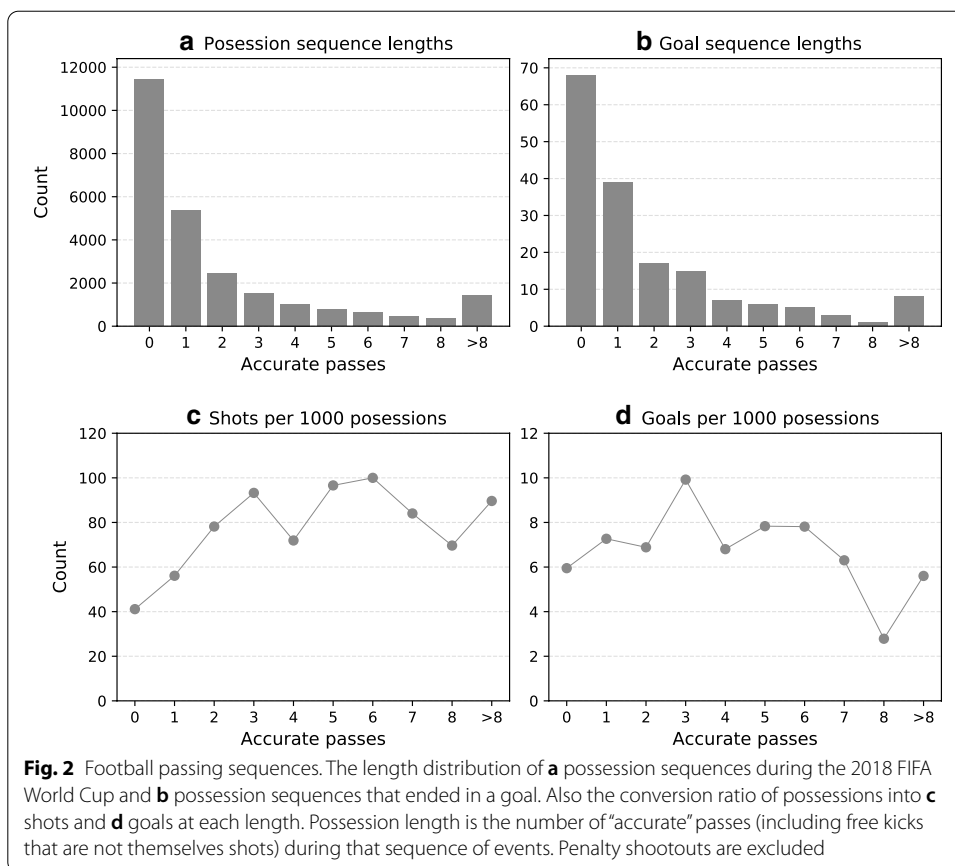 a Posession sequence lengths
12000
10000
8000
6000
4000
2000
0
Count
0 1 2 3 4 5 6 7 8 >8
Accurate passes
b Goal sequence lengths
70
60
50
40
30
20
10
0
0 1 2 3 4 5 6 7 8 >8
Accurate passes
c Shots per 1000 posessions
120
100
80
60
40
20
0
Count
0 1 2 3 4 5 6 7 8 >8
Accurate passes
d Goals per 1000 posessions
12
10
8
6
4
2
0
0 1 2 3 4 5 6 7 8 >8
Accurate passes
Fig. 2 Football passing sequences. The length distribution of a possession sequences during the 2018 FIFA
World Cup and b possession sequences that ended in a goal. Also the conversion ratio of possessions into c
shots and d goals at each length. Possession length is the number of “accurate” passes (including free kicks
that are not themselves shots) during that sequence of events. Penalty shootouts are excluded